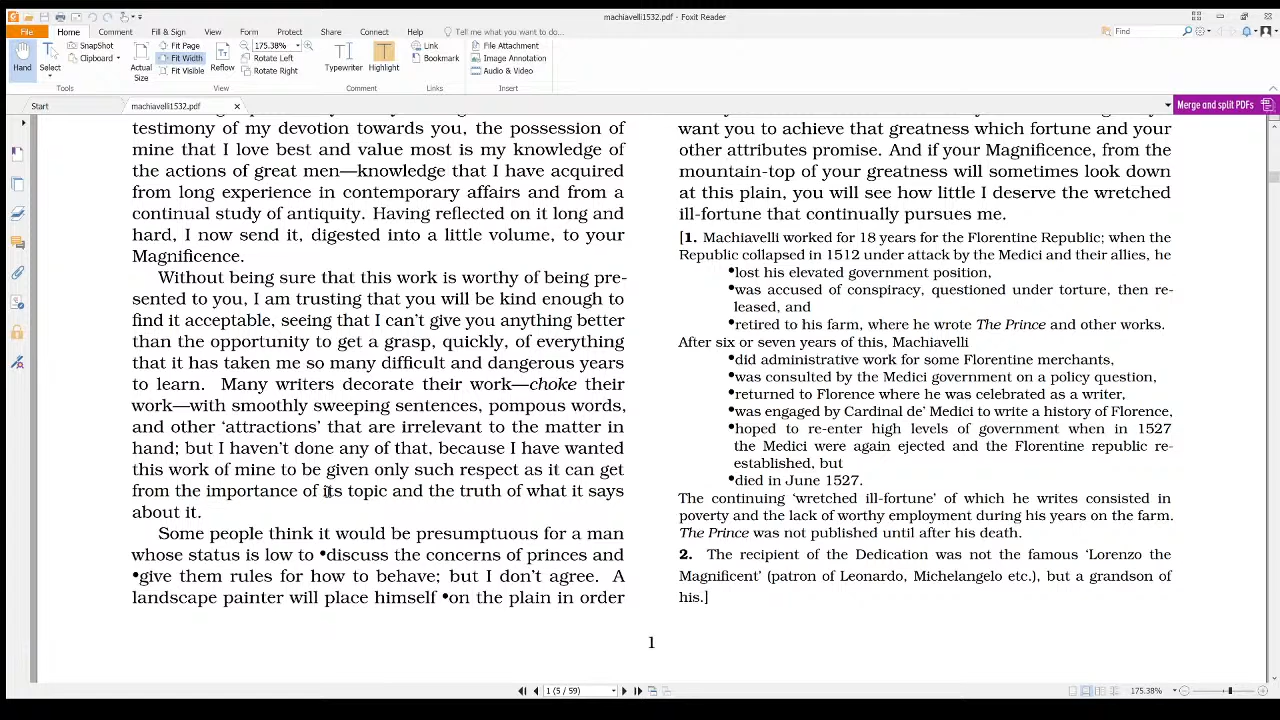 machiavelli1532.pdf - Foxit Reader
File Home Comment View Form Protect Share Connect Help Tell me what you want to do... Find
Hand Select SnapShot Clipboard Actual Size Fit Page Fit Width Fit Visible Reflow 175.38% Rotate Left Rotate Right Typewriter Highlight Link Bookmark File Attachment Image Annotation Audio & Video
Tools View Comment Links Insert
Start machiavelli1532.pdf Merge and split PDFs
testimony of my devotion towards you, the possession of
mine that I love best and value most is my knowledge of
the actions of great men—knowledge that I have acquired
from long experience in contemporary affairs and from a
continual study of antiquity. Having reflected on it long and
hard, I now send it, digested into a little volume, to your
Magnificence.
Without being sure that this work is worthy of being pre-
sented to you, I am trusting that you will be kind enough to
find it acceptable, seeing that I can't give you anything better
than the opportunity to get a grasp, quickly, of everything
that it has taken me so many difficult and dangerous years
to learn. Many writers decorate their work—choke their
work—with smoothly sweeping sentences, pompous words,
and other 'attractions' that are irrelevant to the matter in
hand; but I haven't done any of that, because I have wanted
this work of mine to be given only such respect as it can get
from the importance of its topic and the truth of what it says
about it.
Some people think it would be presumptuous for a man
whose status is low to •discuss the concerns of princes and
•give them rules for how to behave; but I don't agree. A
landscape painter will place himself •on the plain in order
want you to achieve that greatness which fortune and your
other attributes promise. And if your Magnificence, from the
mountain-top of your greatness will sometimes look down
at this plain, you will see how little I deserve the wretched
ill-fortune that continually pursues me.
[1. Machiavelli worked for 18 years for the Florentine Republic; when the
Republic collapsed in 1512 under attack by the Medici and their allies, he
•lost his elevated government position,
•was accused of conspiracy, questioned under torture, then re-
leased, and
•retired to his farm, where he wrote The Prince and other works.
After six or seven years of this, Machiavelli
•did administrative work for some Florentine merchants,
•was consulted by the Medici government on a policy question,
•returned to Florence where he was celebrated as a writer,
•was engaged by Cardinal de' Medici to write a history of Florence,
•hoped to re-enter high levels of government when in 1527
the Medici were again ejected and the Florentine republic re-
established, but
•died in June 1527.
The continuing 'wretched ill-fortune' of which he writes consisted in
poverty and the lack of worthy employment during his years on the farm.
The Prince was not published until after his death.
2. The recipient of the Dedication was not the famous 'Lorenzo the
Magnificent' (patron of Leonardo, Michelangelo etc.), but a grandson of
his.]
1
1 (5 / 59) 175.38%